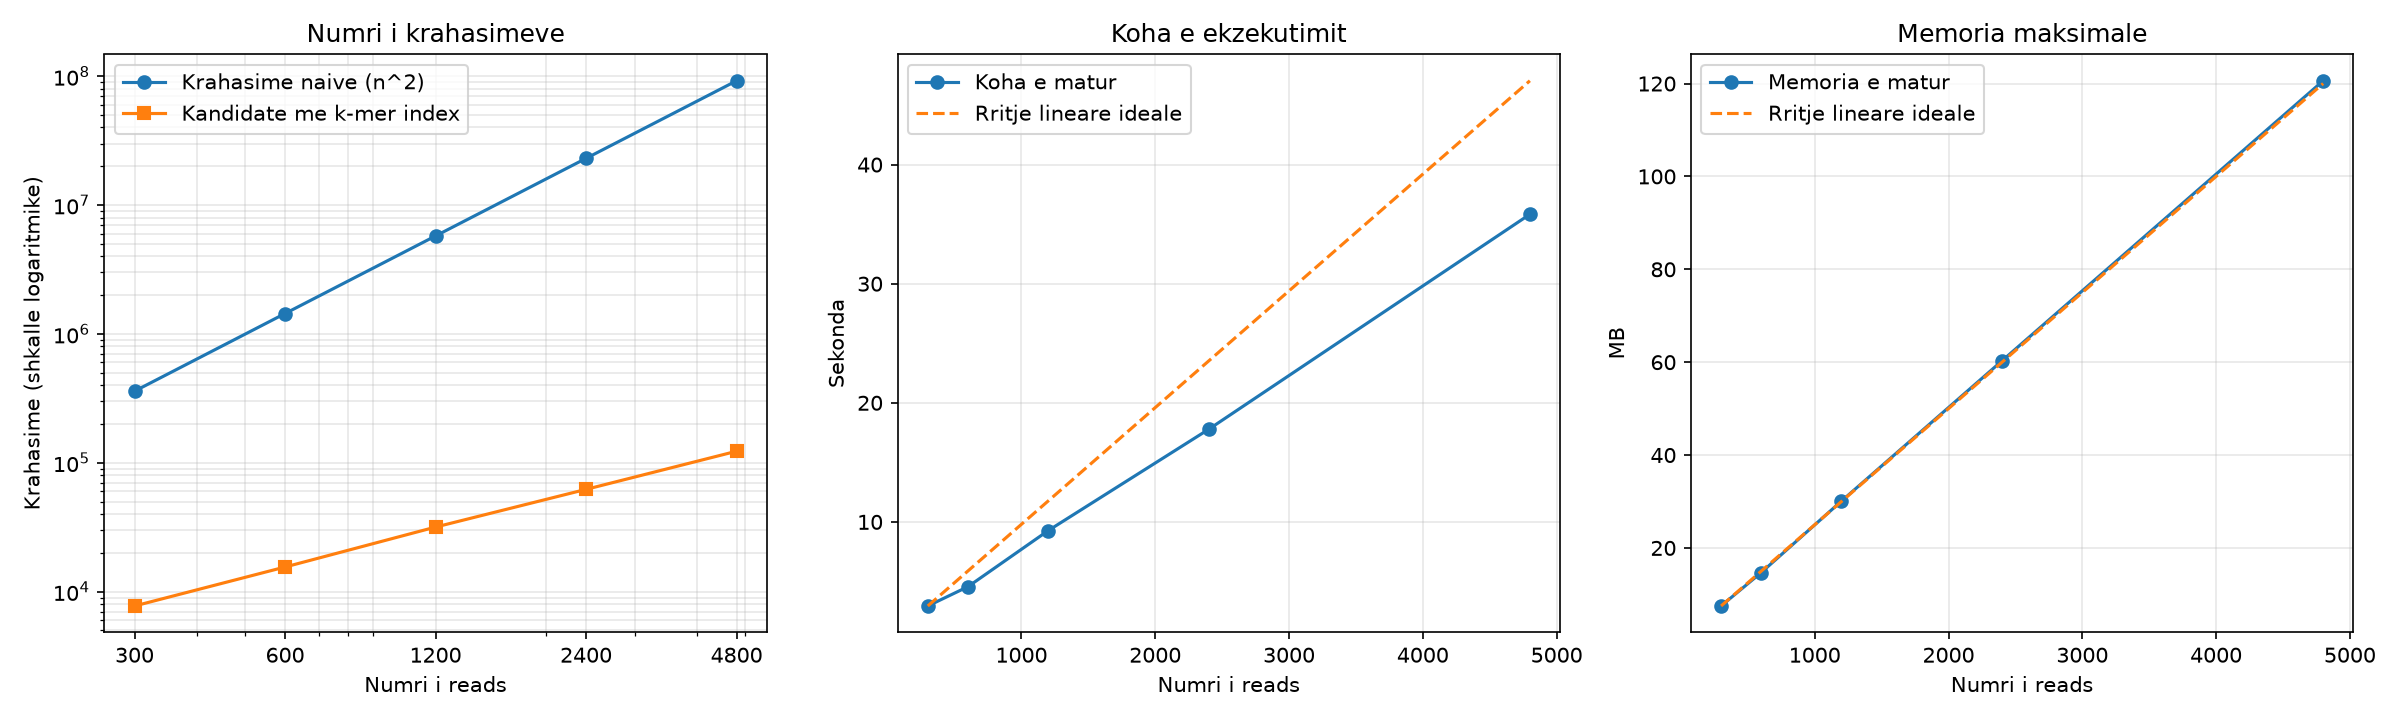 Numri i krahasimeve
Krahasime naive (n^2)
Kandidate me k-mer index
Krahasime (shkalle logaritmike)
10^8
10^7
10^6
10^5
10^4
300 600 1200 2400 4800
Numri i reads
Koha e ekzekutimit
Koha e matur
Rritje lineare ideale
Sekonda
40
30
20
10
1000 2000 3000 4000 5000
Numri i reads
Memoria maksimale
Memoria e matur
Rritje lineare ideale
MB
120
100
80
60
40
20
1000 2000 3000 4000 5000
Numri i reads